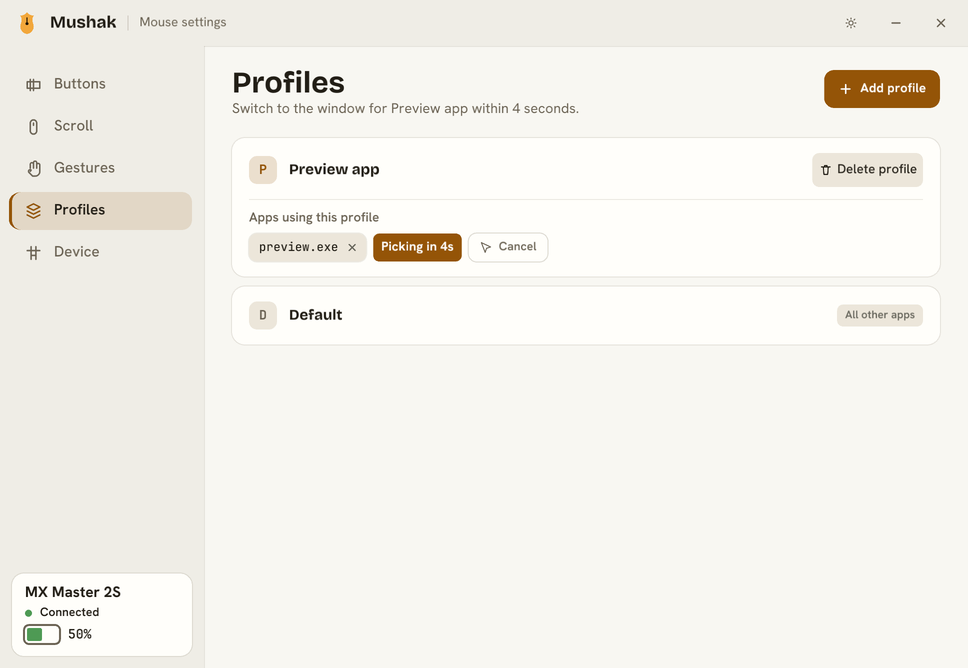 Mushak | Mouse settings
Buttons
Scroll
Gestures
Profiles
Device
MX Master 2S
Connected
50%
Profiles
Switch to the window for Preview app within 4 seconds.
+ Add profile
P Preview app
Delete profile
Apps using this profile
preview.exe × Picking in 4s Cancel
D Default
All other apps